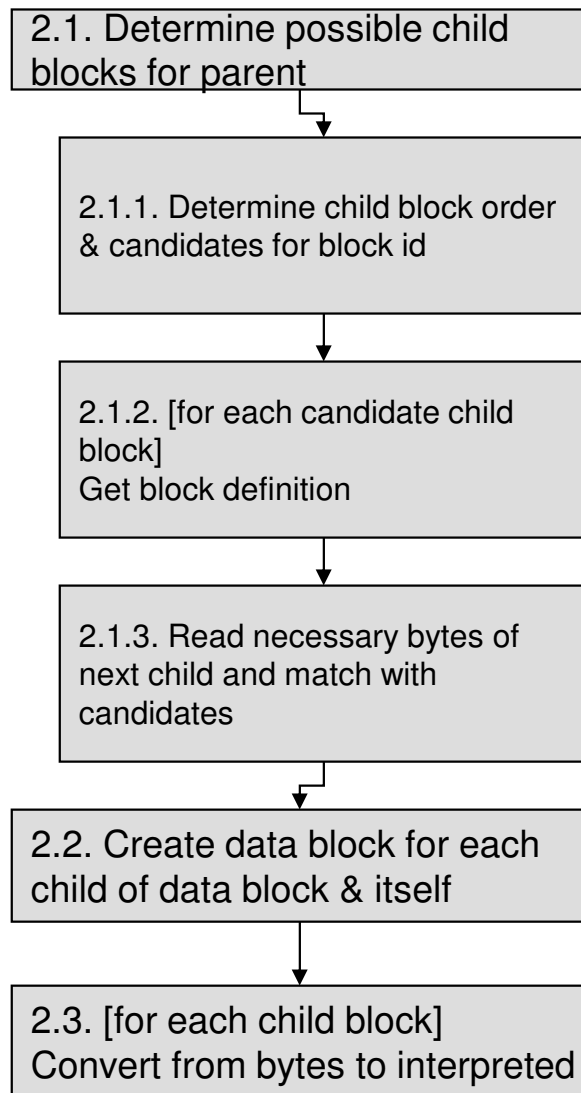 2.1. Determine possible child
blocks for parent
2.1.1. Determine child block order
& candidates for block id
2.1.2. [for each candidate child
block]
Get block definition
2.1.3. Read necessary bytes of
next child and match with
candidates
2.2. Create data block for each
child of data block & itself
2.3. [for each child block]
Convert from bytes to interpreted